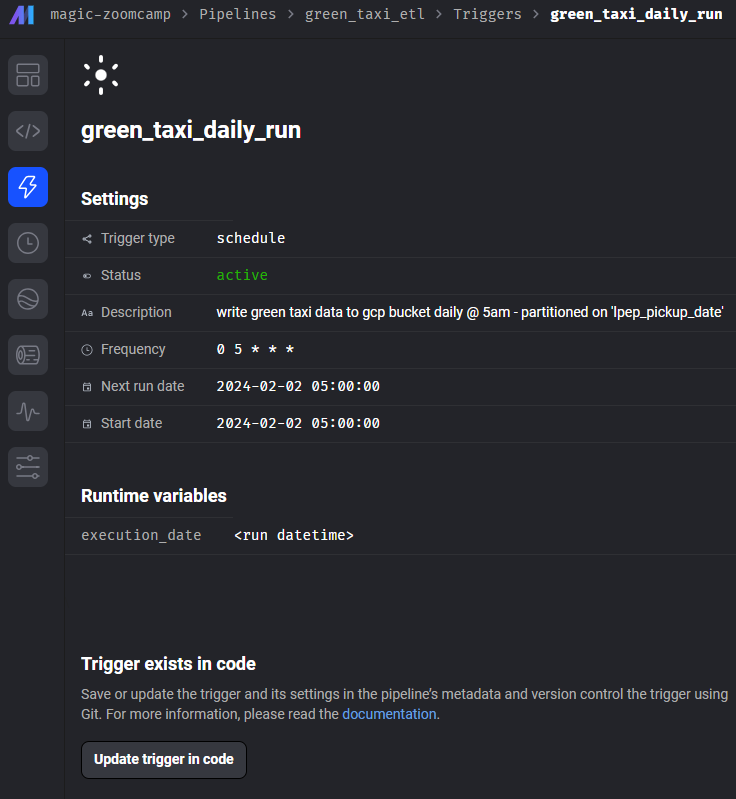 magic-zoomcamp > Pipelines > green_taxi_etl > Triggers > green_taxi_daily_run
green_taxi_daily_run
Settings
Trigger type schedule
Status active
Aa Description write green taxi data to gcp bucket daily @ 5am - partitioned on 'lpep_pickup_date'
Frequency 0 5 * * *
Next run date 2024-02-02 05:00:00
Start date 2024-02-02 05:00:00
Runtime variables
execution_date <run datetime>
Trigger exists in code
Save or update the trigger and its settings in the pipeline’s metadata and version control the trigger using
Git. For more information, please read the documentation.
Update trigger in code